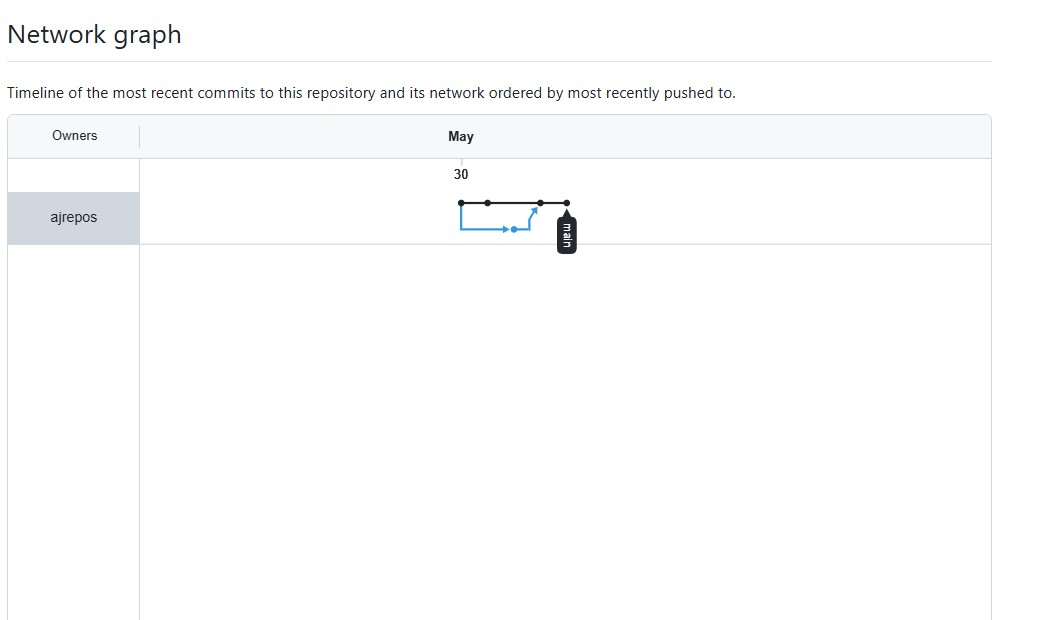 Network graph
Timeline of the most recent commits to this repository and its network ordered by most recently pushed to.
Owners
May
30
ajrepos
main